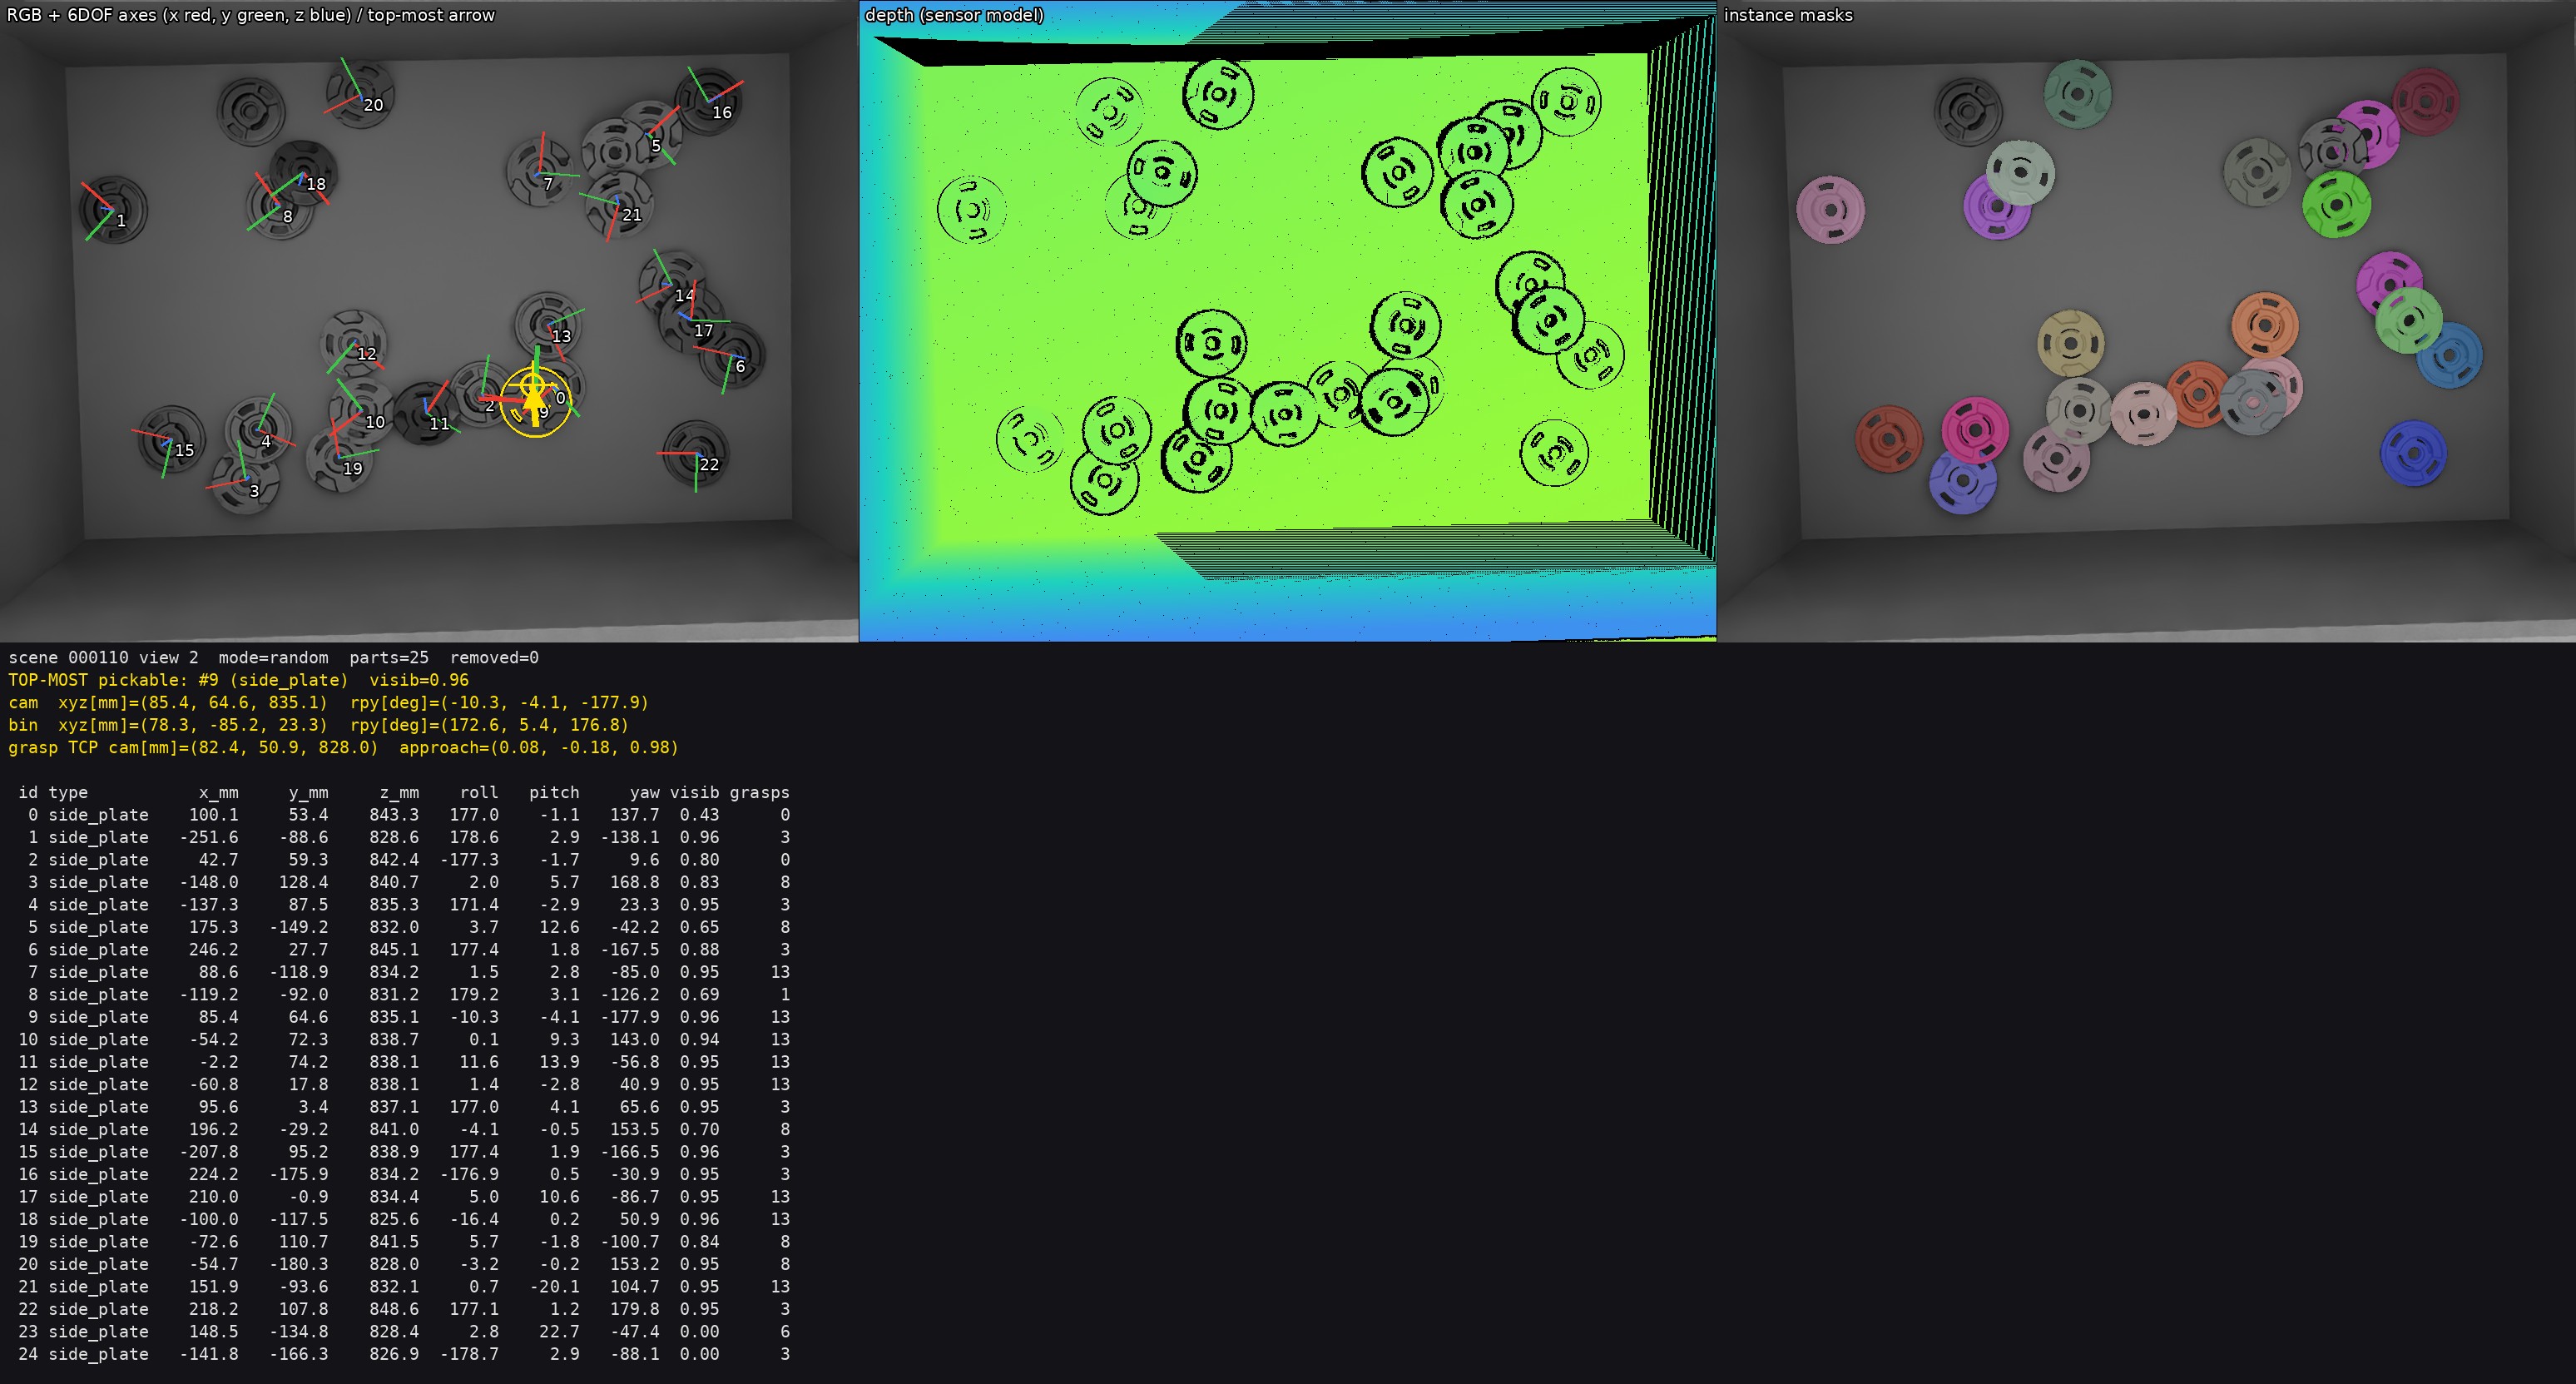 RGB + 6DOF axes (x red, y green, z blue) / top-most arrow
depth (sensor model)
instance masks
20
16
5
18
7
1
8
21
14
17
13
12
6
2
0
9
10
11
4
15
19
22
3
scene 000110 view 2  mode=random  parts=25  removed=0
TOP-MOST pickable: #9 (side_plate)  visib=0.96
cam  xyz[mm]=(85.4, 64.6, 835.1)  rpy[deg]=(-10.3, -4.1, -177.9)
bin  xyz[mm]=(78.3, -85.2, 23.3)  rpy[deg]=(172.6, 5.4, 176.8)
grasp TCP cam[mm]=(82.4, 50.9, 828.0)  approach=(0.08, -0.18, 0.98)
id type x_mm y_mm z_mm roll pitch yaw visib grasps
0 side_plate 100.1 53.4 843.3 177.0 -1.1 137.7 0.43 0
1 side_plate -251.6 -88.6 828.6 178.6 2.9 -138.1 0.96 3
2 side_plate 42.7 59.3 842.4 -177.3 -1.7 9.6 0.80 0
3 side_plate -148.0 128.4 840.7 2.0 5.7 168.8 0.83 8
4 side_plate -137.3 87.5 835.3 171.4 -2.9 23.3 0.95 3
5 side_plate 175.3 -149.2 832.0 3.7 12.6 -42.2 0.65 8
6 side_plate 246.2 27.7 845.1 177.4 1.8 -167.5 0.88 3
7 side_plate 88.6 -118.9 834.2 1.5 2.8 -85.0 0.95 13
8 side_plate -119.2 -92.0 831.2 179.2 3.1 -126.2 0.69 1
9 side_plate 85.4 64.6 835.1 -10.3 -4.1 -177.9 0.96 13
10 side_plate -54.2 72.3 838.7 0.1 9.3 143.0 0.94 13
11 side_plate -2.2 74.2 838.1 11.6 13.9 -56.8 0.95 13
12 side_plate -60.8 17.8 838.1 1.4 -2.8 40.9 0.95 13
13 side_plate 95.6 3.4 837.1 177.0 4.1 65.6 0.95 3
14 side_plate 196.2 -29.2 841.0 -4.1 -0.5 153.5 0.70 8
15 side_plate -207.8 95.2 838.9 177.4 1.9 -166.5 0.96 3
16 side_plate 224.2 -175.9 834.2 -176.9 0.5 -30.9 0.95 3
17 side_plate 210.0 -0.9 834.4 5.0 10.6 -86.7 0.95 13
18 side_plate -100.0 -117.5 825.6 -16.4 0.2 50.9 0.96 13
19 side_plate -72.6 110.7 841.5 5.7 -1.8 -100.7 0.84 8
20 side_plate -54.7 -180.3 828.0 -3.2 -0.2 153.2 0.95 8
21 side_plate 151.9 -93.6 832.1 0.7 -20.1 104.7 0.95 13
22 side_plate 218.2 107.8 848.6 177.1 1.2 179.8 0.95 3
23 side_plate 148.5 -134.8 828.4 2.8 22.7 -47.4 0.00 6
24 side_plate -141.8 -166.3 826.9 -178.7 2.9 -88.1 0.00 3